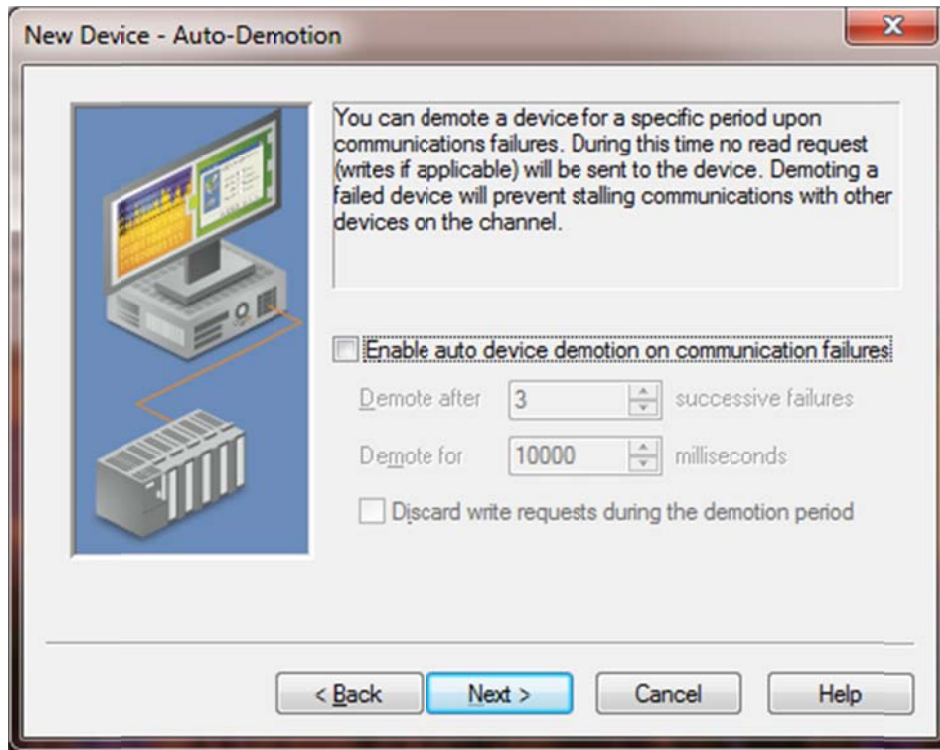 New Device - Auto-Demotion
You can demote a device for a specific period upon
communications failures. During this time no read request
(writes if applicable) will be sent to the device. Demoting a
failed device will prevent stalling communications with other
devices on the channel.
Enable auto device demotion on communication failures
Demote after 3 successive failures
Demote for 10000 milliseconds
Discard write requests during the demotion period
< Back Next > Cancel Help